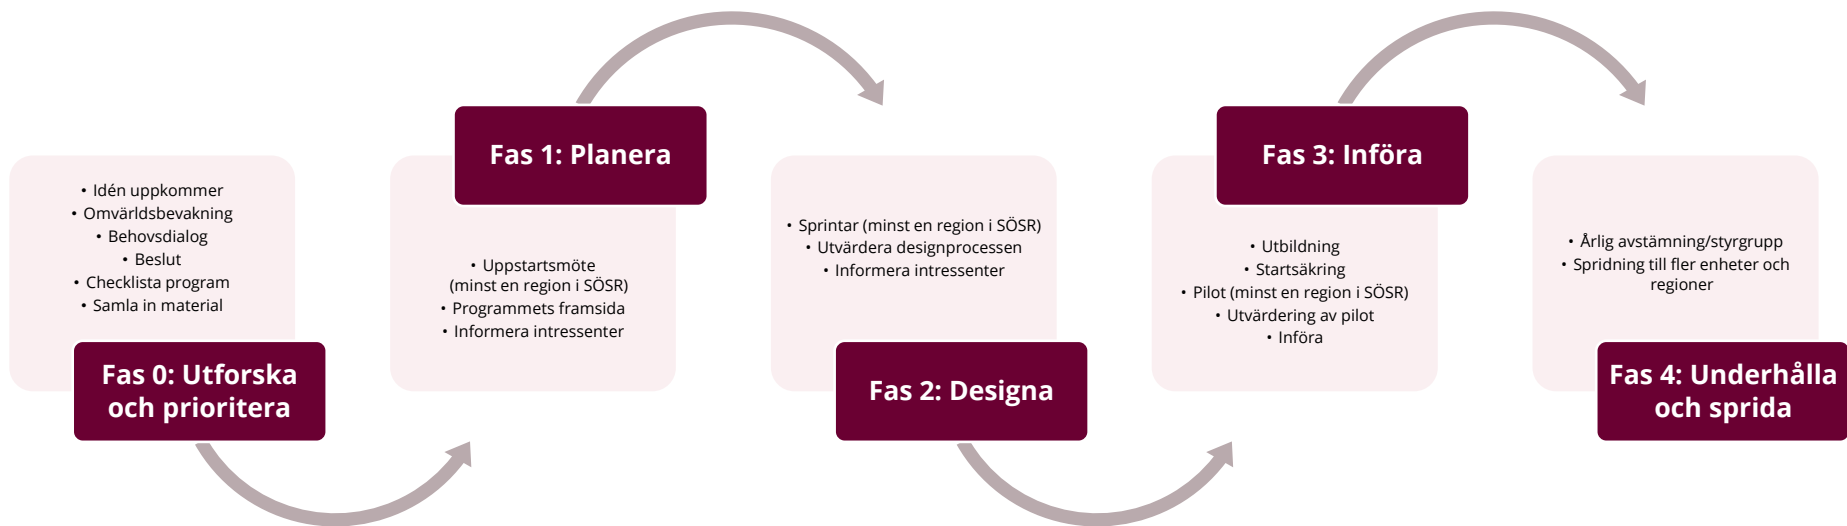 • Idén uppkommer
• Omvärldsbevakning
• Behovsdialog
• Beslut
• Checklista program
• Samla in material
Fas 0: Utforska
och prioritera
Fas 1: Planera
• Uppstartsmöte
(minst en region i SÖSR)
• Programmets framsida
• Informera intressenter
• Sprintar (minst en region i SÖSR)
• Utvärdera designprocessen
• Informera intressenter
Fas 2: Designa
Fas 3: Införa
• Utbildning
• Startsäkring
• Pilot (minst en region i SÖSR)
• Utvärdering av pilot
• Införa
• Årlig avstämning/styrgrupp
• Spridning till fler enheter och
regioner
Fas 4: Underhålla
och sprida